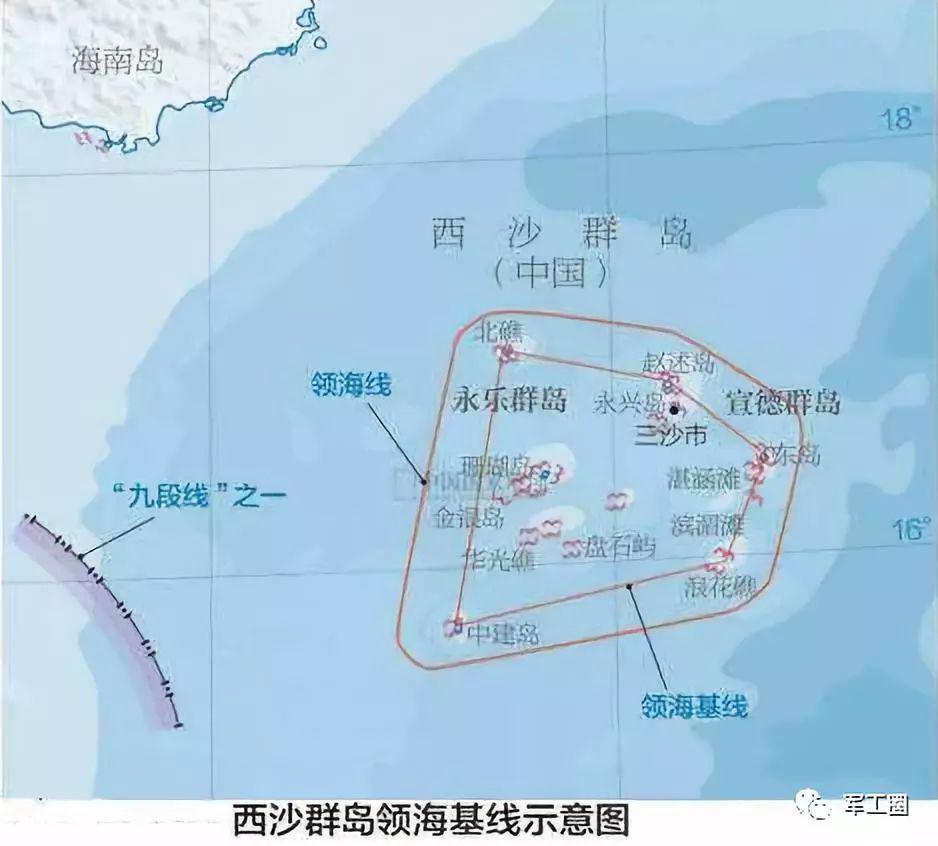 海南岛
18°
西沙群岛
（中国）
北礁
赵述岛
领海线
永乐群岛
永兴岛
宣德群岛
三沙市
东岛
珊瑚岛
湛涵滩
“九段线”之一
金银岛
滨湄滩
16°
华光礁
盘石屿
浪花礁
中建岛
领海基线
西沙群岛领海基线示意图
军工圈